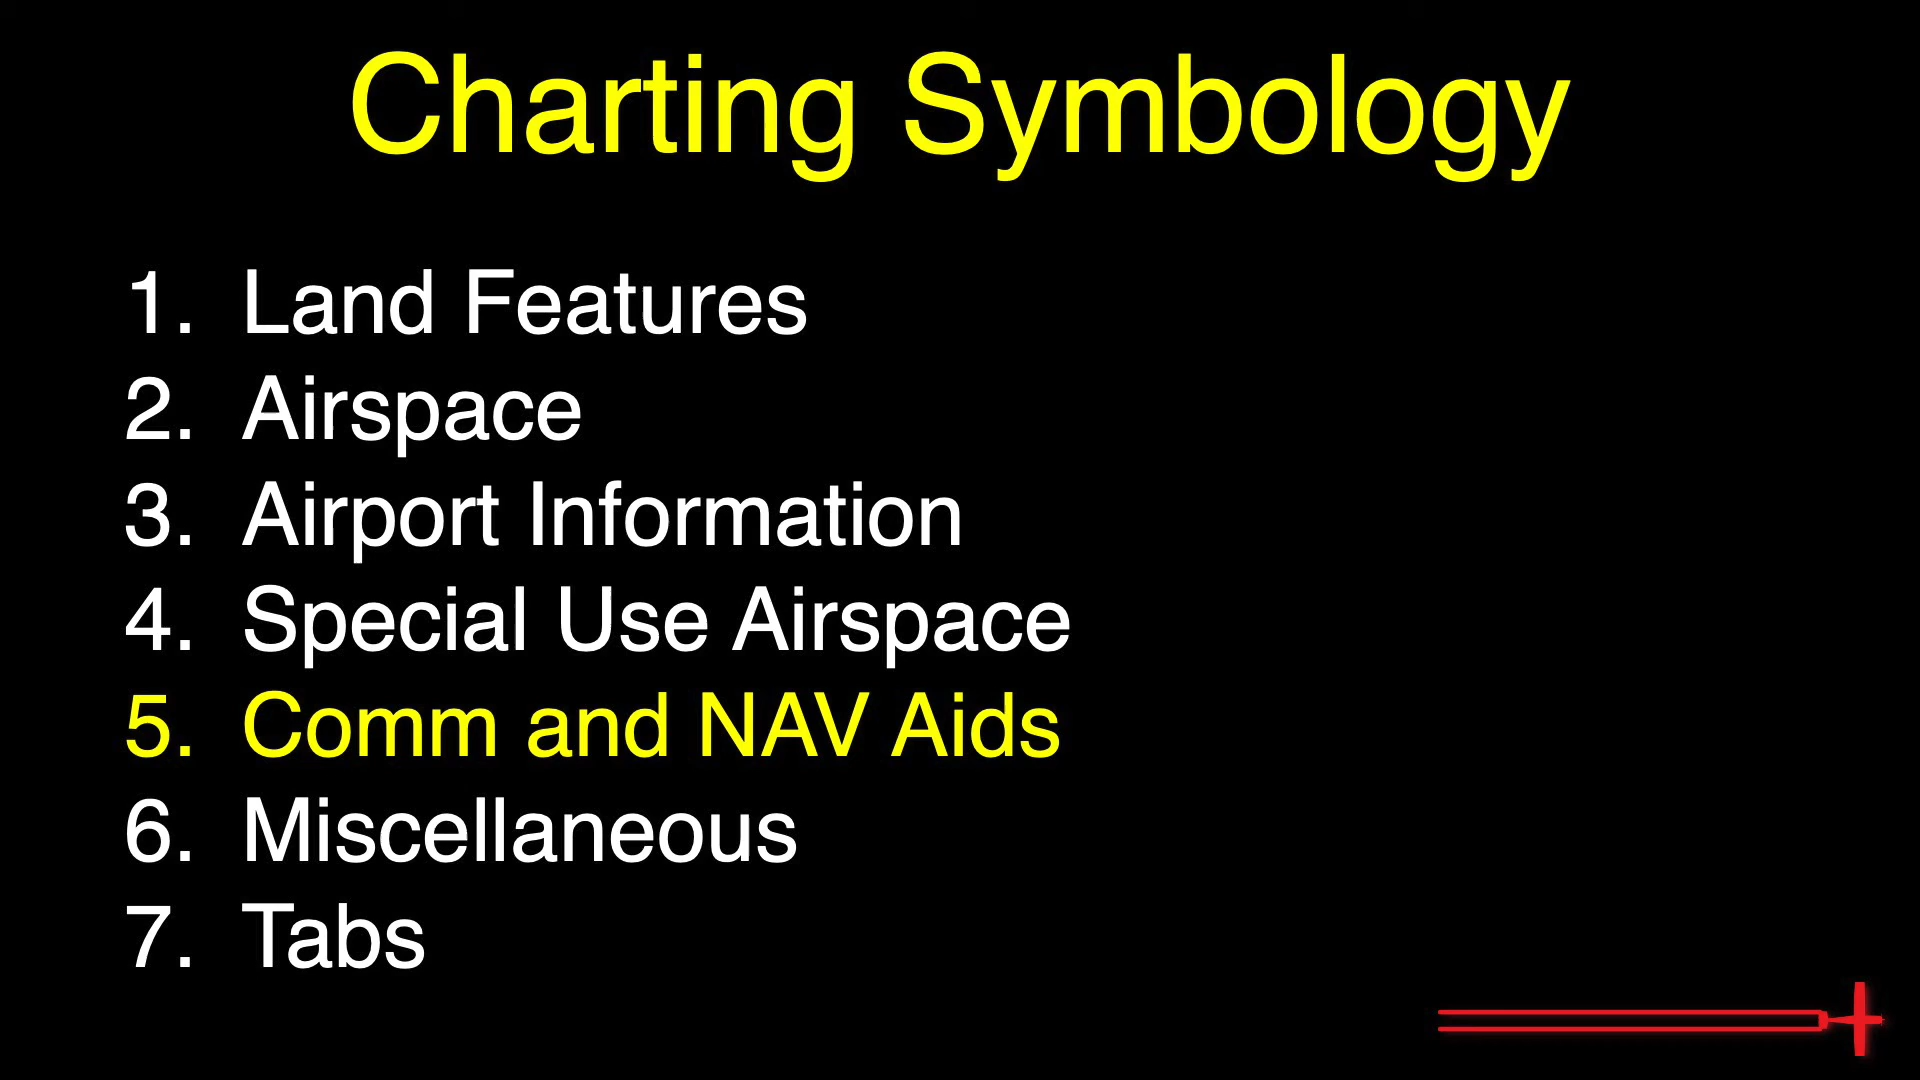 Charting Symbology
1. Land Features
2. Airspace
3. Airport Information
4. Special Use Airspace
5. Comm and NAV Aids
6. Miscellaneous
7. Tabs